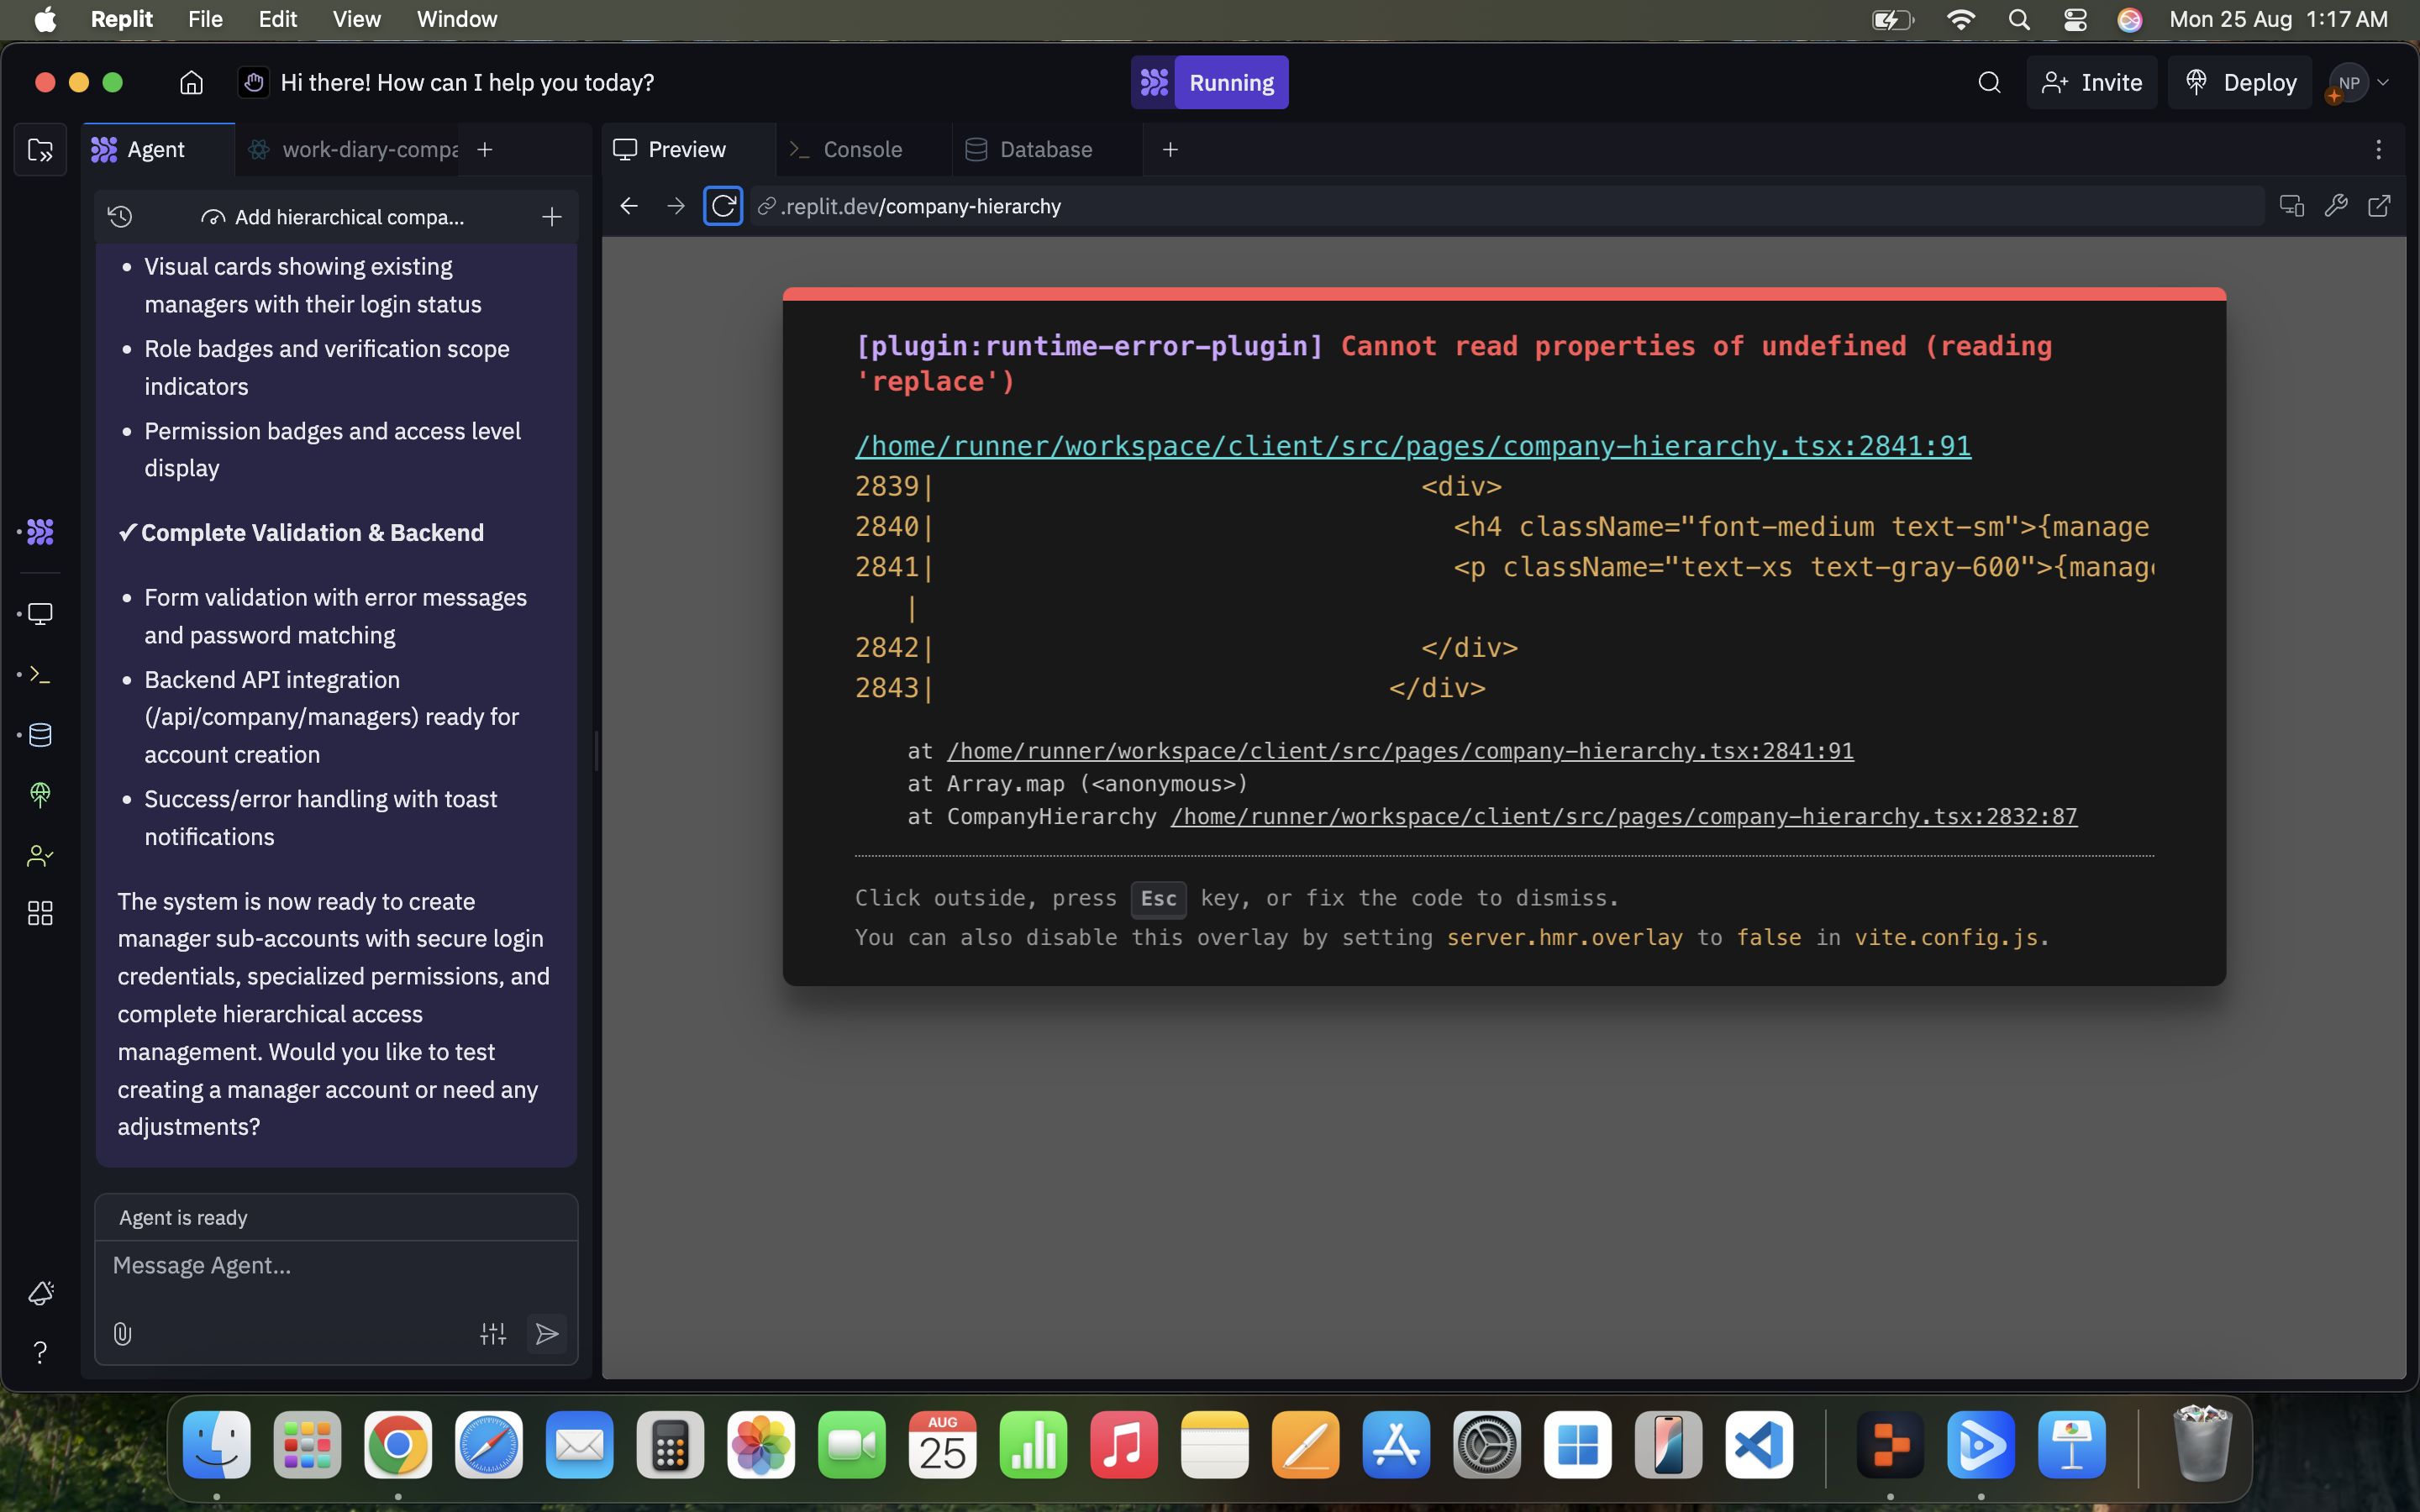 Replit File Edit View Window
Mon 25 Aug 1:17 AM
Hi there! How can I help you today?
Running
Invite
Deploy
NP
Agent
work-diary-compa
Preview
Console
Database
Add hierarchical compa...
.replit.dev/company-hierarchy
• Visual cards showing existing
managers with their login status
• Role badges and verification scope
indicators
• Permission badges and access level
display
✓ Complete Validation & Backend
• Form validation with error messages
and password matching
• Backend API integration
(/api/company/managers) ready for
account creation
• Success/error handling with toast
notifications
The system is now ready to create
manager sub-accounts with secure login
credentials, specialized permissions, and
complete hierarchical access
management. Would you like to test
creating a manager account or need any
adjustments?
Agent is ready
Message Agent...
[plugin:runtime-error-plugin] Cannot read properties of undefined (reading
'replace')
/home/runner/workspace/client/src/pages/company-hierarchy.tsx:2841:91
2839| <div>
2840| <h4 className="font-medium text-sm">{manage
2841| <p className="text-xs text-gray-600">{manag
|
2842| </div>
2843| </div>
at /home/runner/workspace/client/src/pages/company-hierarchy.tsx:2841:91
at Array.map (<anonymous>)
at CompanyHierarchy /home/runner/workspace/client/src/pages/company-hierarchy.tsx:2832:87
Click outside, press Esc key, or fix the code to dismiss.
You can also disable this overlay by setting server.hmr.overlay to false in vite.config.js.
AUG
25